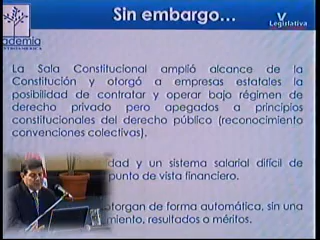 Sin embargo...
Legislativa
ademia
La Sala Constitucional amplió alcance de la
Constitución y otorgó a empresas estatales la
posibilidad de contratar y operar bajo régimen de
derecho privado pero apegados a principios
constitucionales del derecho público (reconocimiento
convenciones colectivas).
dad y un sistema salarial difícil de
punto de vista financiero.
otorgan de forma automática, sin una
miento, resultados o méritos.